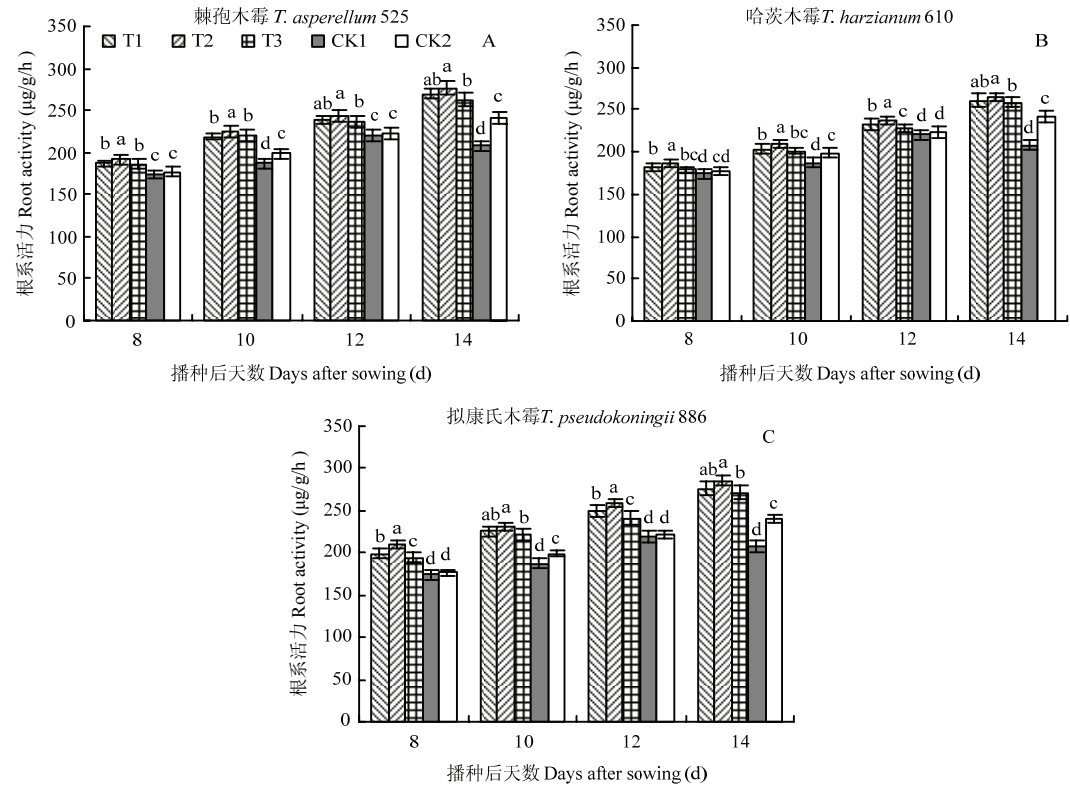 棘孢木霉 T. asperellum 525
T1 T2 T3 CK1 CK2 A
根系活力 Root activity (μg/g/h )
350
300
250
200
150
100
50
0
b a b c c
b a b d c
ab a b c c
ab a b d c
8 10 12 14
播种后天数 Days after sowing (d)
哈茨木霉T. harzianum 610
B
根系活力 Root activity (μg/g/h )
350
300
250
200
150
100
50
0
b a bc d cd
b a bc d c
b a c d d
ab a b d c
8 10 12 14
播种后天数 Days after sowing (d)
拟康氏木霉T. pseudokoningii 886
C
根系活力 Root activity (μg/g/h )
350
300
250
200
150
100
50
0
b a c d d
ab a b d c
b a c d d
ab a b d c
8 10 12 14
播种后天数 Days after sowing (d)